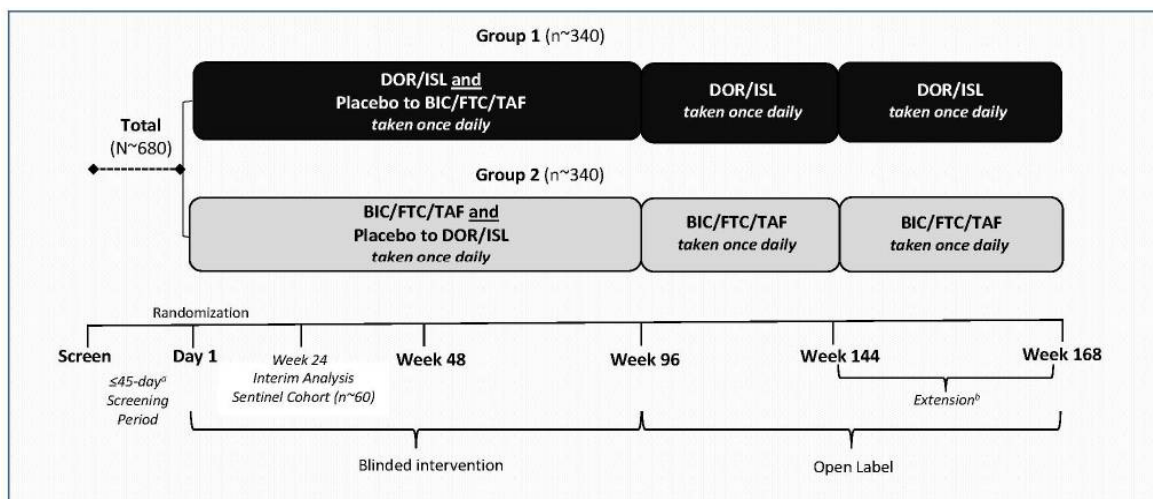 Group 1 (n~340)
DOR/ISL and
Placebo to BIC/FTC/TAF
taken once daily
DOR/ISL
taken once daily
DOR/ISL
taken once daily
Total
(N~680)
Group 2 (n~340)
BIC/FTC/TAF and
Placebo to DOR/ISL
taken once daily
BIC/FTC/TAF
taken once daily
BIC/FTC/TAF
taken once daily
Randomization
Screen
Day 1
Week 24
Interim Analysis
Sentinel Cohort (n~60)
Week 48
Week 96
Week 144
Week 168
≤45-dayᵃ
Screening
Period
Extensionᵇ
Blinded intervention
Open Label